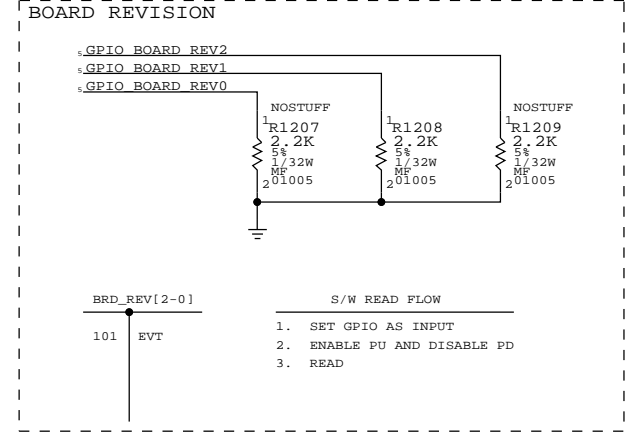 BOARD REVISION
5 GPIO_BOARD_REV2
5 GPIO_BOARD_REV1
5 GPIO_BOARD_REV0
NOSTUFF
1
R1207
2.2K
5%
1/32W
MF
2 01005
1
R1208
2.2K
5%
1/32W
MF
2 01005
NOSTUFF
1
R1209
2.2K
5%
1/32W
MF
2 01005
BRD_REV[2-0]
101 EVT
S/W READ FLOW
1. SET GPIO AS INPUT
2. ENABLE PU AND DISABLE PD
3. READ